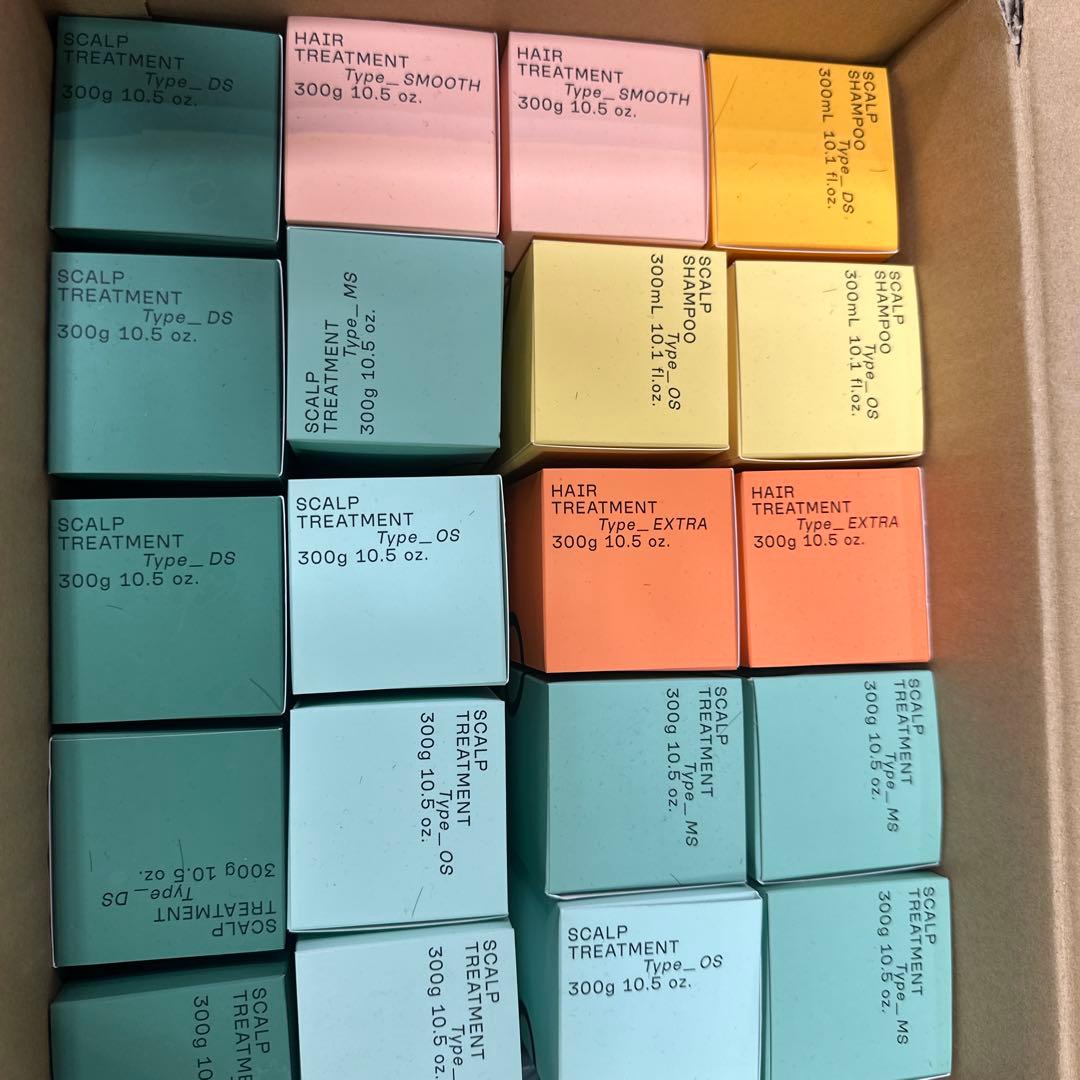 SCALP
TREATMENT
Type_DS
300g 10.5 oz.
HAIR
TREATMENT
Type_SMOOTH
300g 10.5 oz.
HAIR
TREATMENT
Type_SMOOTH
300g 10.5 oz.
SCALP
SHAMPOO
Type_DS
300mL 10.1 fl.oz.
SCALP
TREATMENT
Type_DS
300g 10.5 oz.
SCALP
TREATMENT
Type_MS
300g 10.5 oz.
SCALP
SHAMPOO
Type_OS
300mL 10.1 fl.oz.
SCALP
SHAMPOO
Type_OS
300mL 10.1 fl.oz.
SCALP
TREATMENT
Type_DS
300g 10.5 oz.
SCALP
TREATMENT
Type_OS
300g 10.5 oz.
HAIR
TREATMENT
Type_EXTRA
300g 10.5 oz.
HAIR
TREATMENT
Type_EXTRA
300g 10.5 oz.
SCALP
TREATMENT
Type_DS
300g 10.5 oz.
SCALP
TREATMENT
Type_OS
300g 10.5 oz.
SCALP
TREATMENT
Type_MS
300g 10.5 oz.
SCALP
TREATMENT
Type_MS
300g 10.5 oz.
SCALP
TREATME
300g 10
SCALP
TREATMENT
Type_
300g 10.5 oz.
SCALP
TREATMENT
Type_OS
300g 10.5 oz.
SCALP
TREATMENT
Type_MS
300g 10.5 oz.